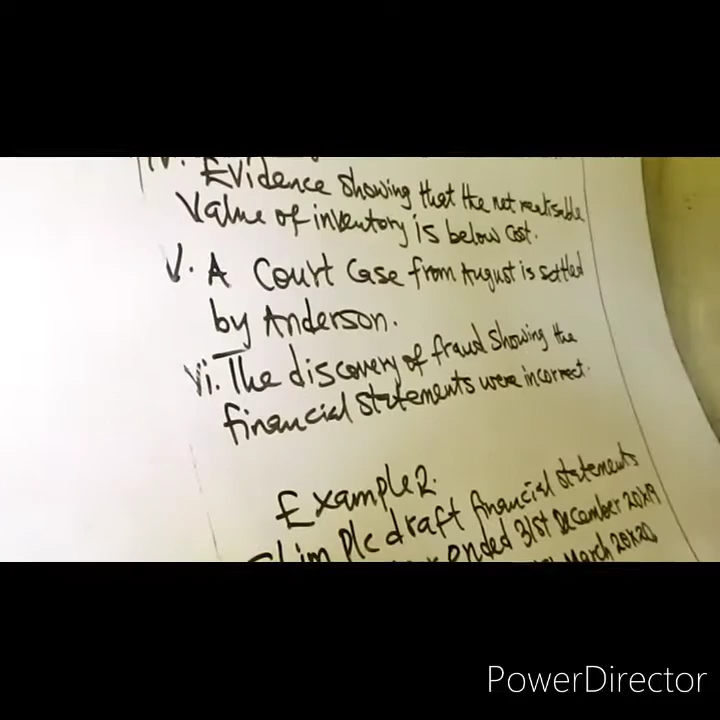 iv.
Evidence showing that the net realisable
Value of inventory is below cost.
V. A Court Case from August is settled
by Anderson.
Vi. The discovery of fraud showing the
financial statements were incorrect.
Example 2.
Plc draft financial statements
ended 31st December 20X19
March 20X20
PowerDirector